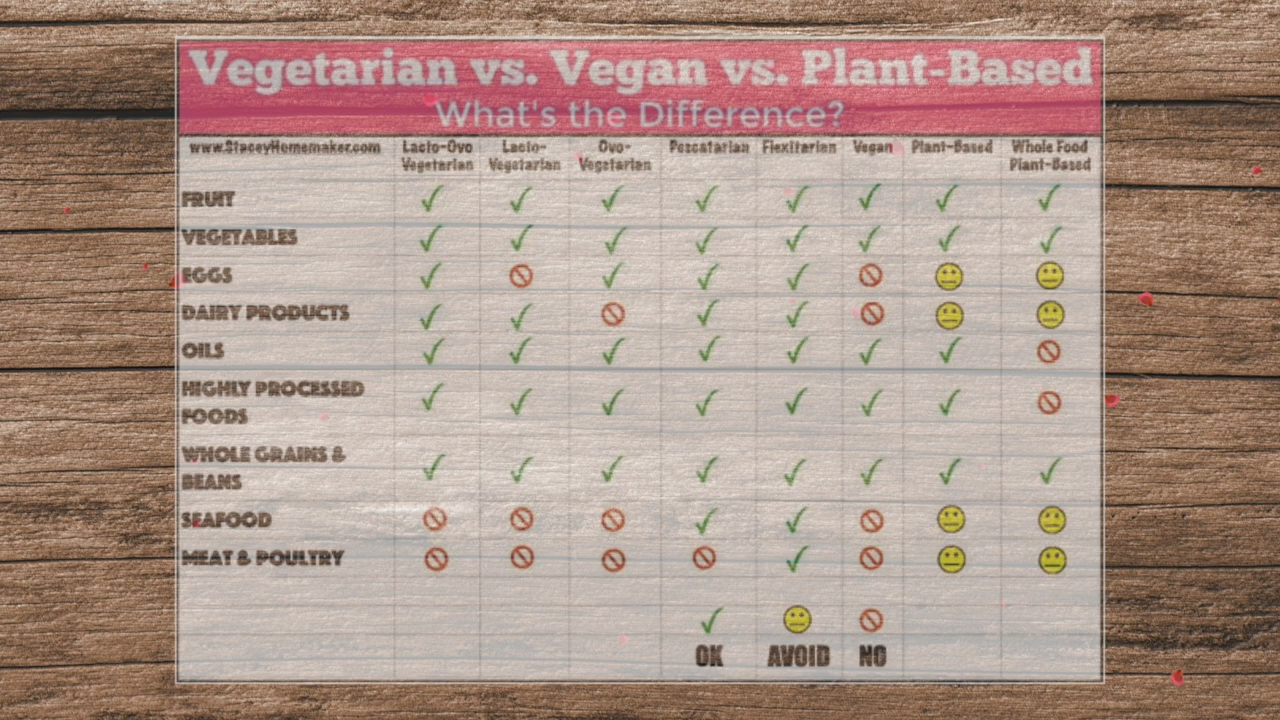 Vegetarian vs. Vegan vs. Plant-Based
What's the Difference?
www.StaceyHomemaker.com Lacto-Ovo Vegetarian Lacto-Vegetarian Ovo-Vegetarian Pescatarian Flexitarian Vegan Plant-Based Whole Food Plant-Based
FRUIT
VEGETABLES
EGGS
DAIRY PRODUCTS
OILS
HIGHLY PROCESSED
FOODS
WHOLE GRAINS &
BEANS
SEAFOOD
MEAT & POULTRY
OK AVOID NO